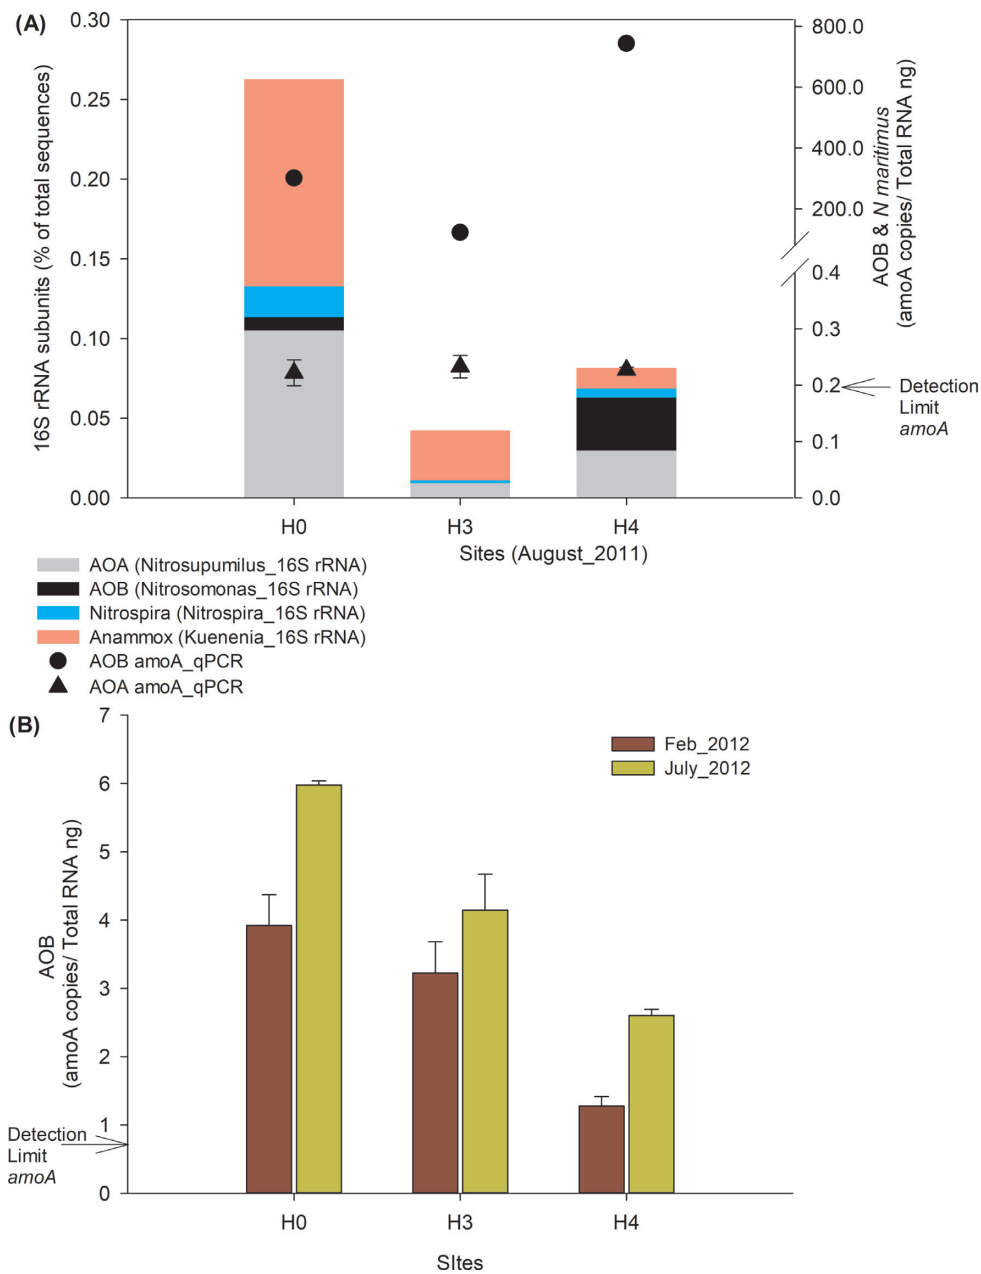 (A)
0.30
0.25
0.20
0.15
0.10
0.05
0.00
16S rRNA subunits (% of total sequences)
800.0
600.0
400.0
200.0
0.4
0.3
0.2
0.1
0.0
AOB & N maritimus
(amoA copies/ Total RNA ng)
Detection
Limit
amoA
H0 H3 H4
Sites (August_2011)
AOA (Nitrosupumilus_16S rRNA)
AOB (Nitrosomonas_16S rRNA)
Nitrospira (Nitrospira_16S rRNA)
Anammox (Kuenenia_16S rRNA)
AOB amoA_qPCR
AOA amoA_qPCR
(B)
7
6
5
4
3
2
1
0
AOB
(amoA copies/ Total RNA ng)
Detection
Limit
amoA
Feb_2012
July_2012
H0 H3 H4
SItes